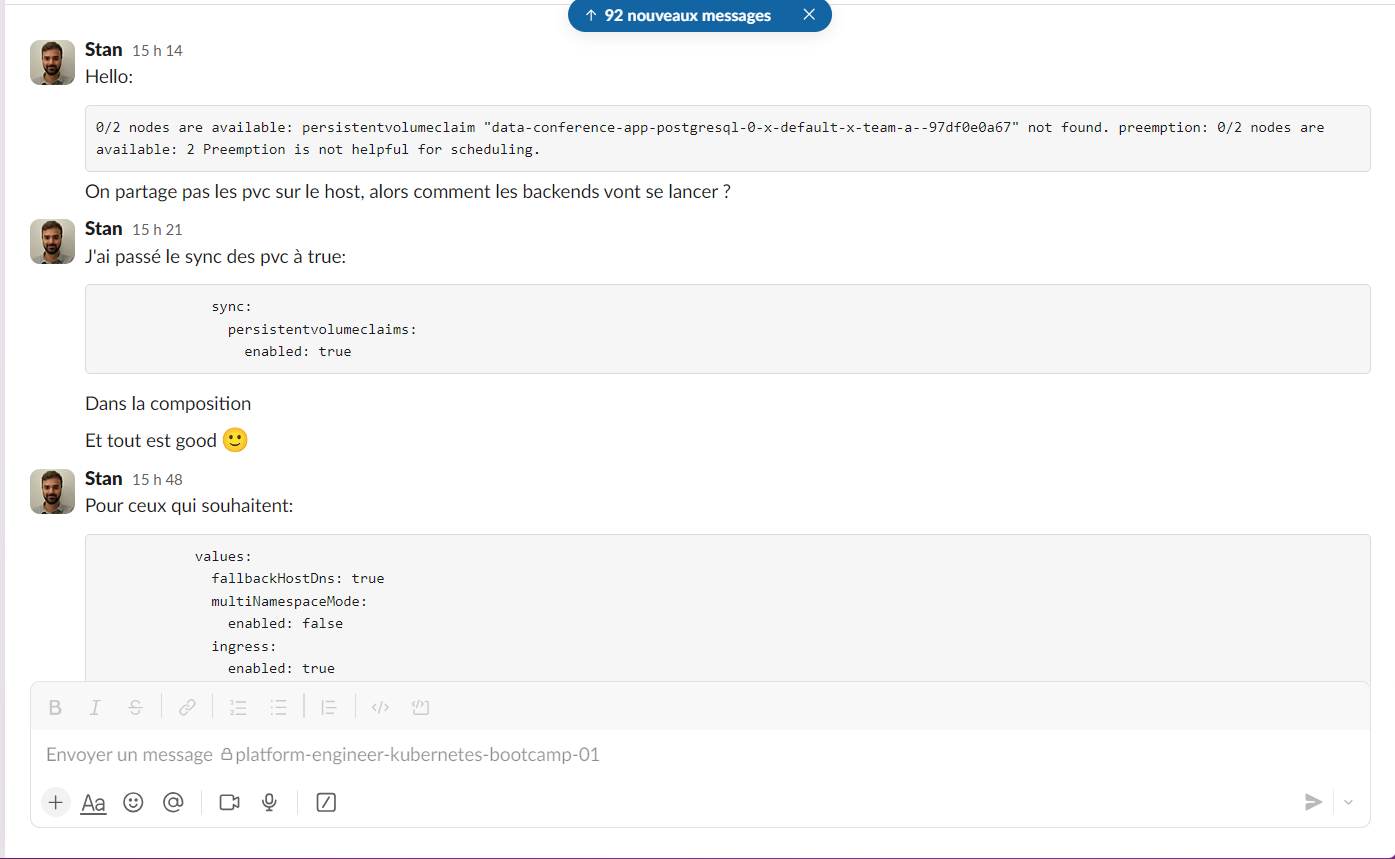 ↑ 92 nouveaux messages
Stan 15 h 14
Hello:
0/2 nodes are available: persistentvolumeclaim "data-conference-app-postgresql-0-x-default-x-team-a--97df0e0a67" not found. preemption: 0/2 nodes are
available: 2 Preemption is not helpful for scheduling.
On partage pas les pvc sur le host, alors comment les backends vont se lancer ?
Stan 15 h 21
J'ai passé le sync des pvc à true:
sync:
persistentvolumeclaims:
enabled: true
Dans la composition
Et tout est good 🙂
Stan 15 h 48
Pour ceux qui souhaitent:
values:
fallbackHostDns: true
multiNamespaceMode:
enabled: false
ingress:
enabled: true
Envoyer un message platform-engineer-kubernetes-bootcamp-01
Aa